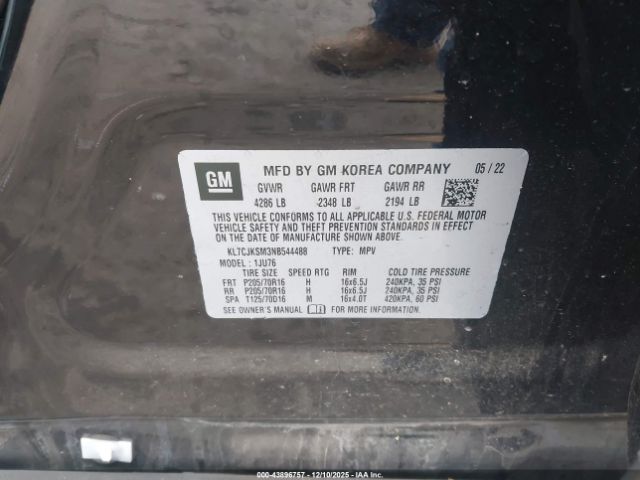 GM
MFD BY GM KOREA COMPANY 05 / 22
GVWR GAWR FRT GAWR RR
4286 LB 2348 LB 2194 LB
THIS VEHICLE CONFORMS TO ALL APPLICABLE U.S. FEDERAL MOTOR
VEHICLE SAFETY AND THEFT PREVENTION STANDARDS IN EFFECT
ON THE DATE OF MANUFACTURE SHOWN ABOVE.
KL7CJKSM3NB544488 TYPE: MPV
MODEL : 1JU76
TIRE SIZE SPEED RTG RIM COLD TIRE PRESSURE
FRT P205/70R16 H 16x6.5J 240KPA, 35 PSI
RR P205/70R16 H 16x6.5J 240KPA, 35 PSI
SPA T125/70D16 M 16x4.0T 420KPA, 60 PSI
SEE OWNER'S MANUAL FOR MORE INFORMATION.
00-43896757 - 12/10/2025 - IAA Inc.